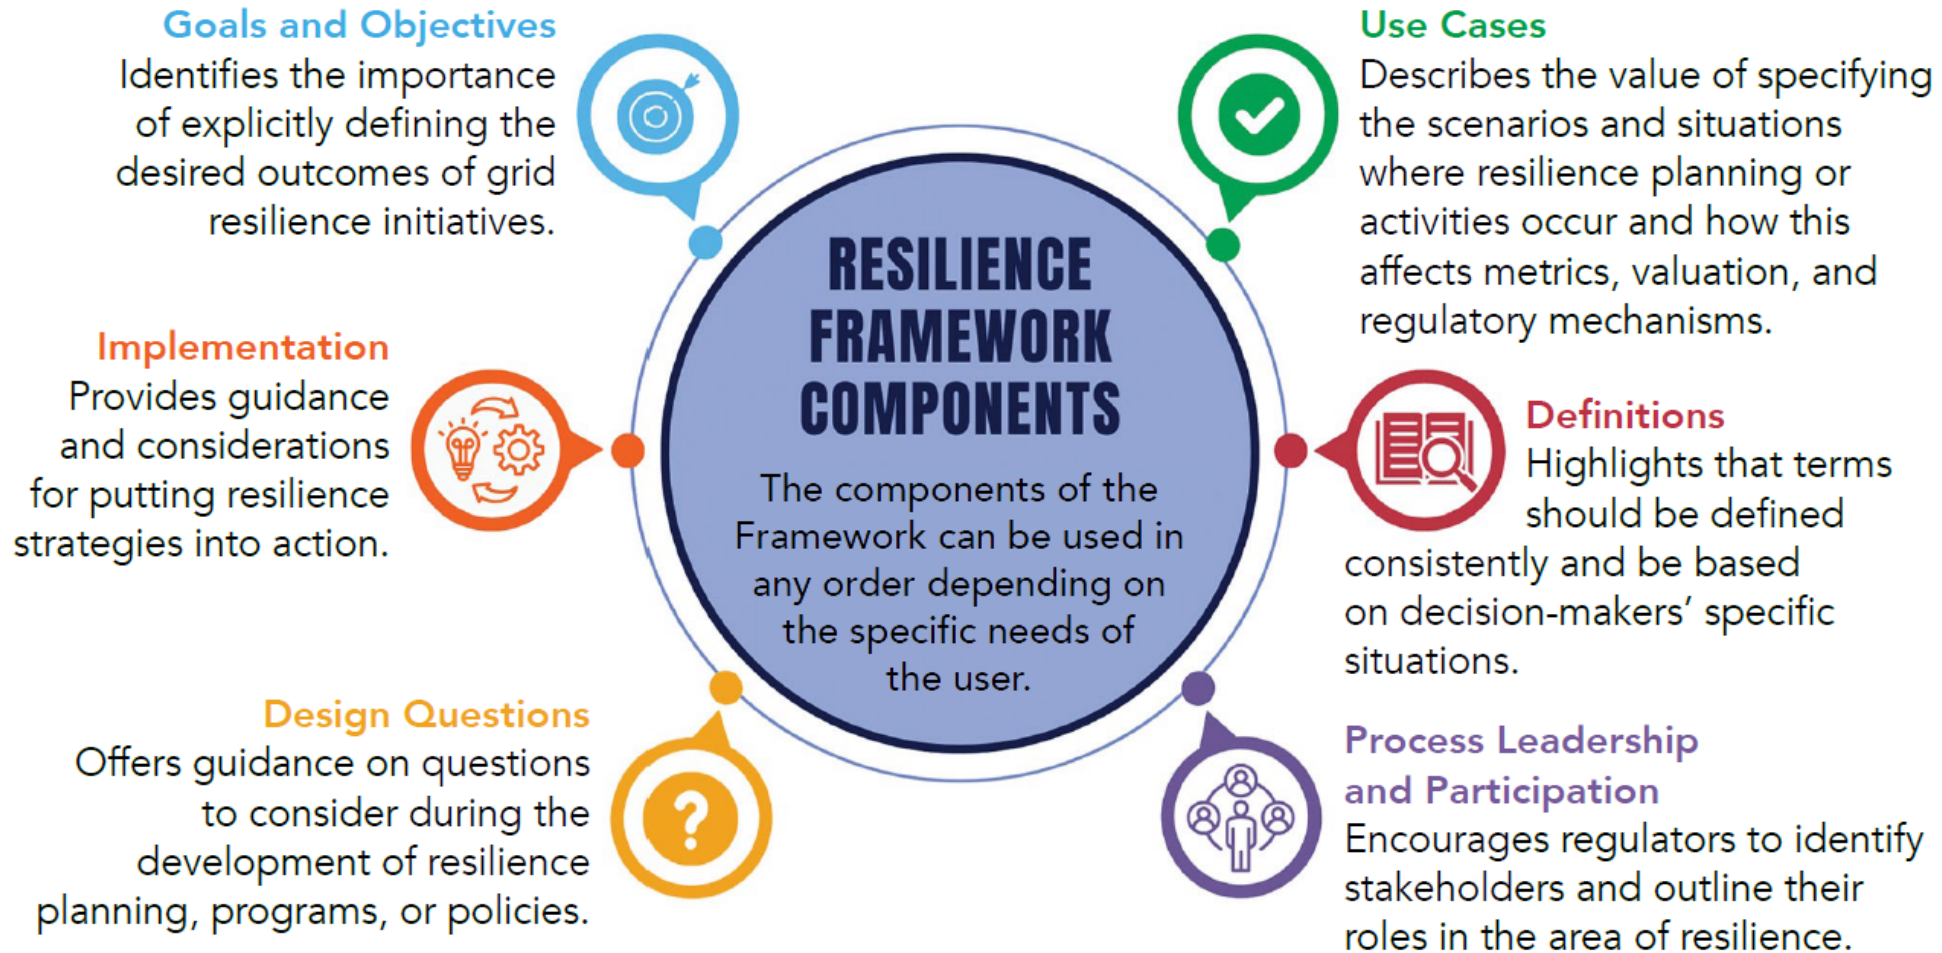 Goals and Objectives
Identifies the importance
of explicitly defining the
desired outcomes of grid
resilience initiatives.
Use Cases
Describes the value of specifying
the scenarios and situations
where resilience planning or
activities occur and how this
affects metrics, valuation, and
regulatory mechanisms.
RESILIENCE
FRAMEWORK
COMPONENTS
The components of the
Framework can be used in
any order depending on
the specific needs of
the user.
Implementation
Provides guidance
and considerations
for putting resilience
strategies into action.
Definitions
Highlights that terms
should be defined
consistently and be based
on decision-makers’ specific
situations.
Design Questions
Offers guidance on questions
to consider during the
development of resilience
planning, programs, or policies.
?
Process Leadership
and Participation
Encourages regulators to identify
stakeholders and outline their
roles in the area of resilience.